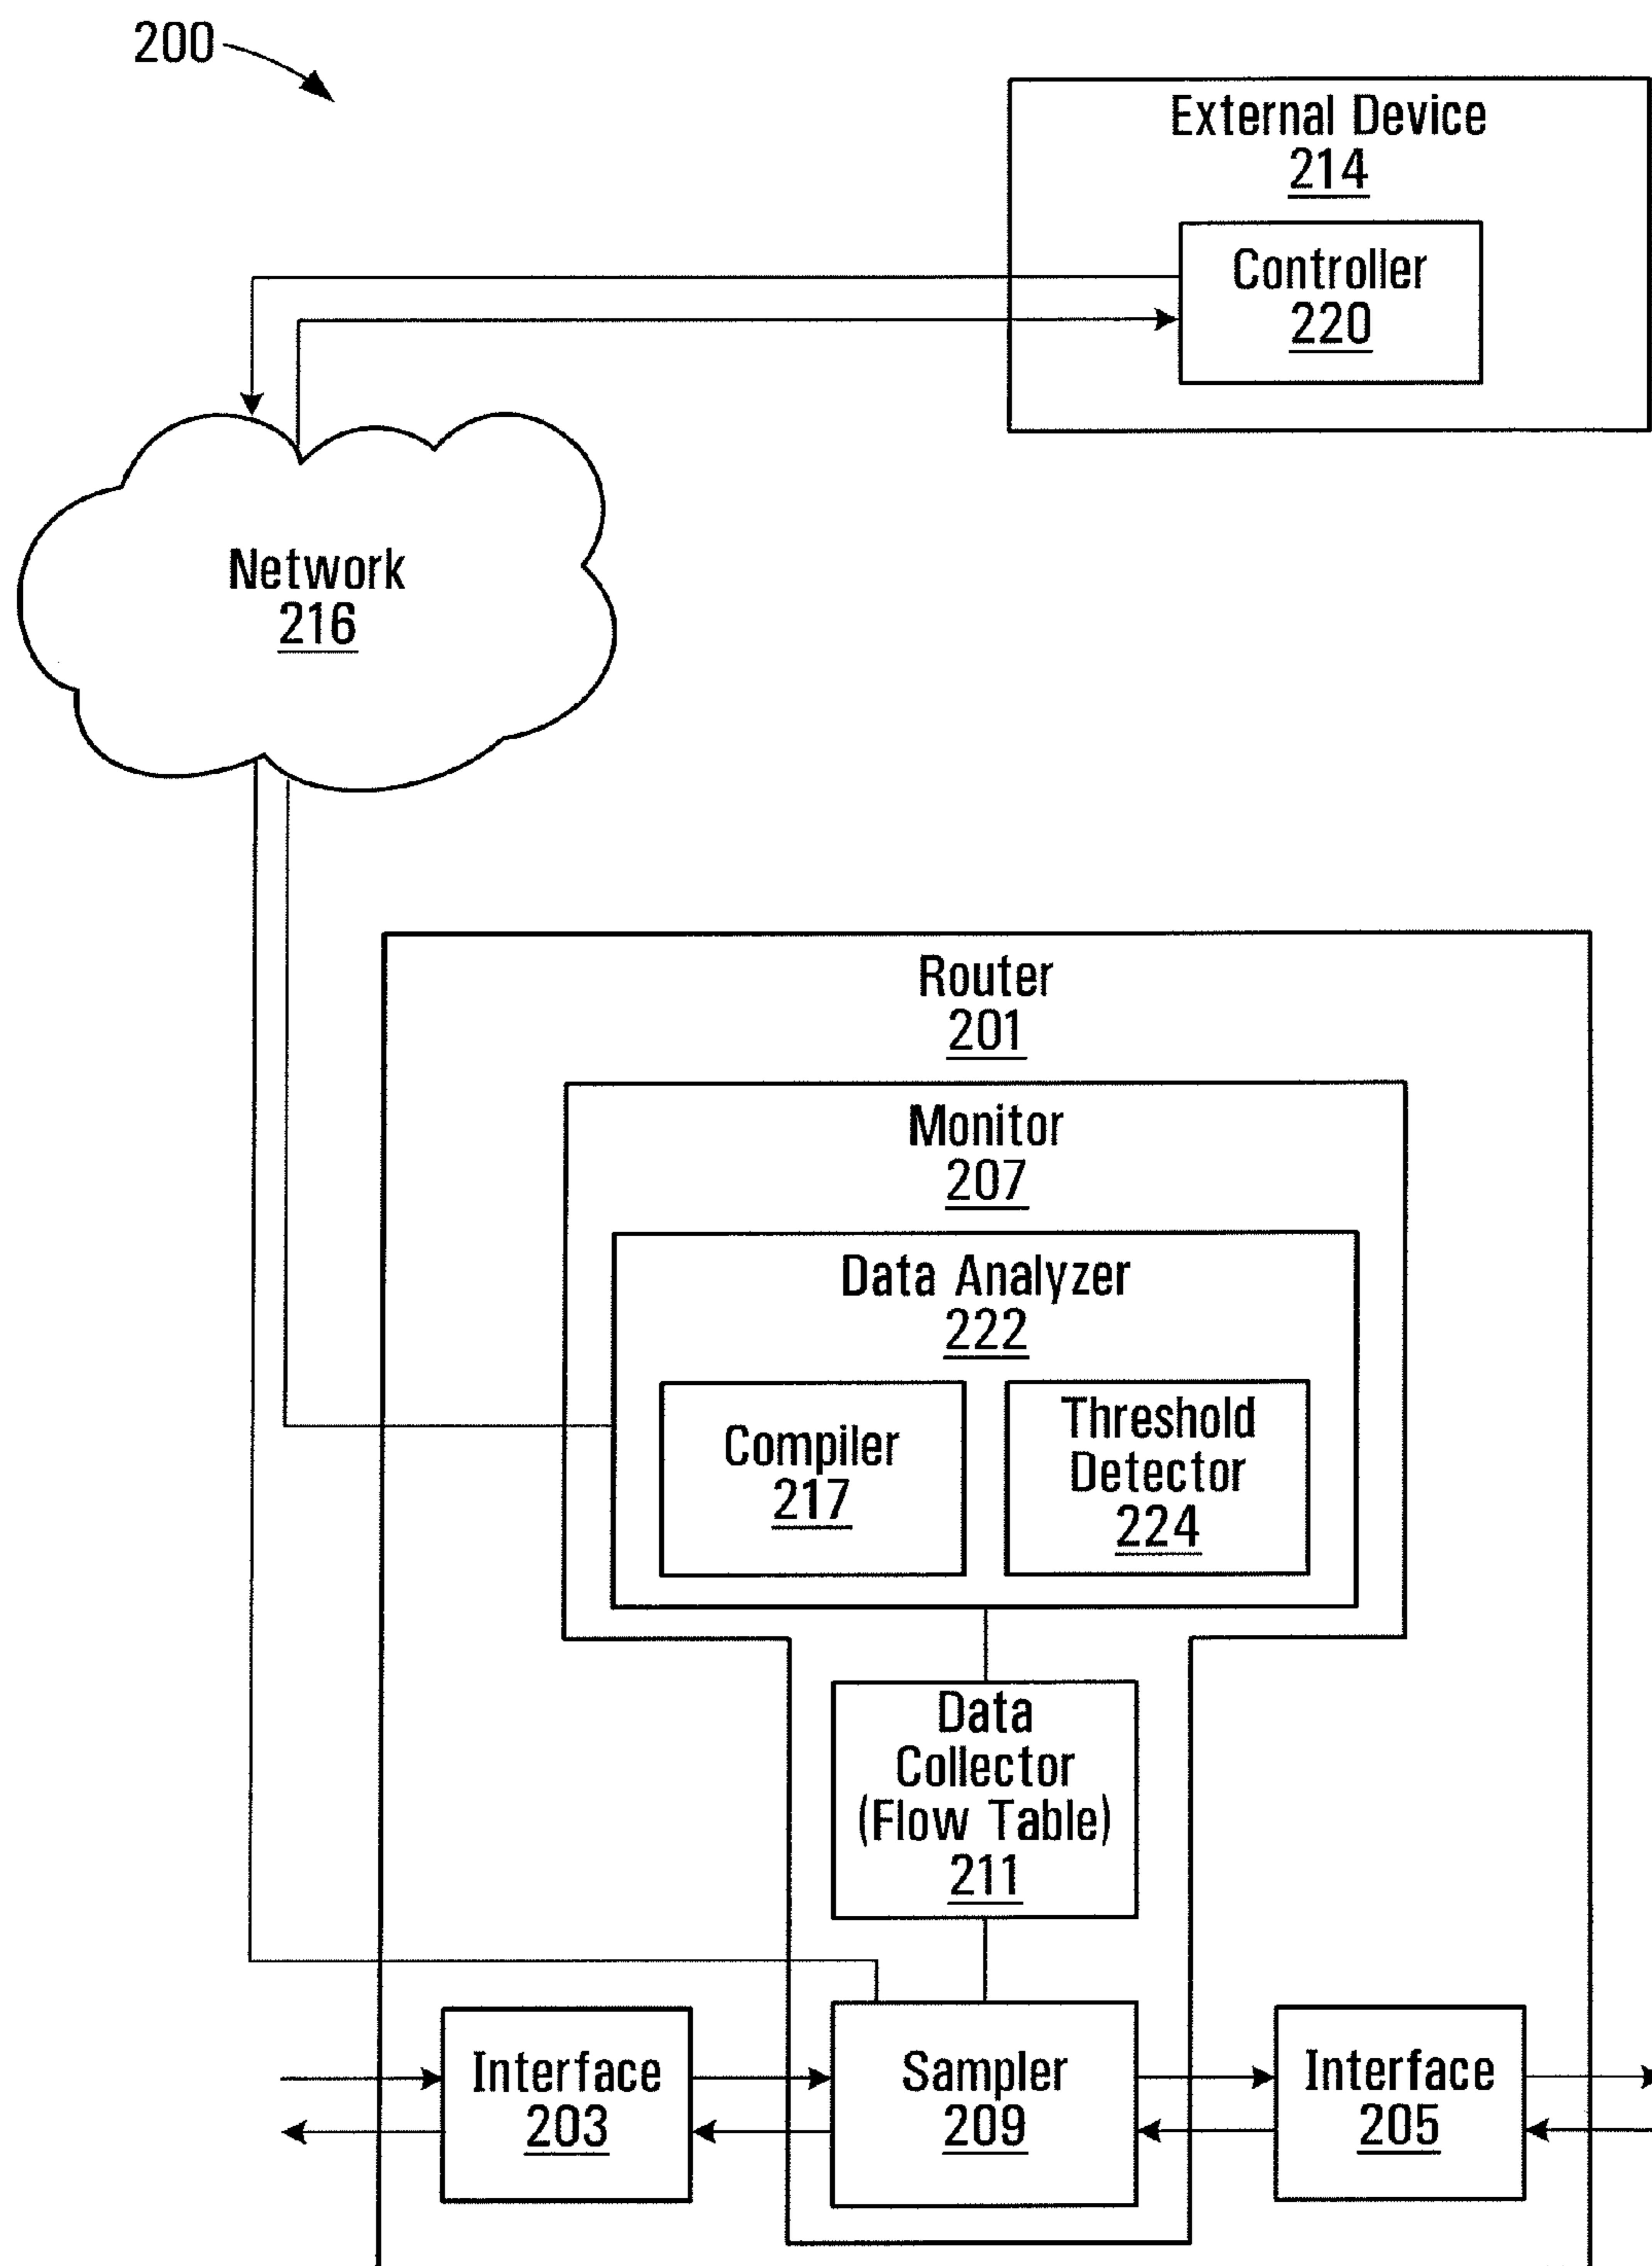 200
External Device
214
Controller
220
Network
216
Router
201
Monitor
207
Data Analyzer
222
Compiler
217
Threshold
Detector
224
Data
Collector
(Flow Table)
211
Interface
203
Sampler
209
Interface
205